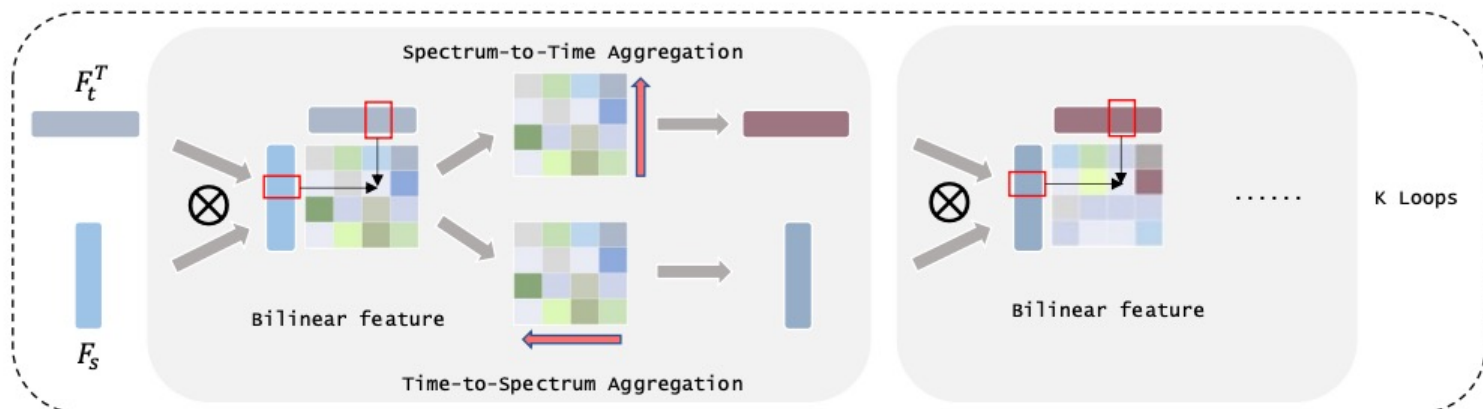 Spectrum-to-Time Aggregation
F_t^T
⊗
⊗
......
K Loops
Bilinear feature
Bilinear feature
F_s
Time-to-Spectrum Aggregation